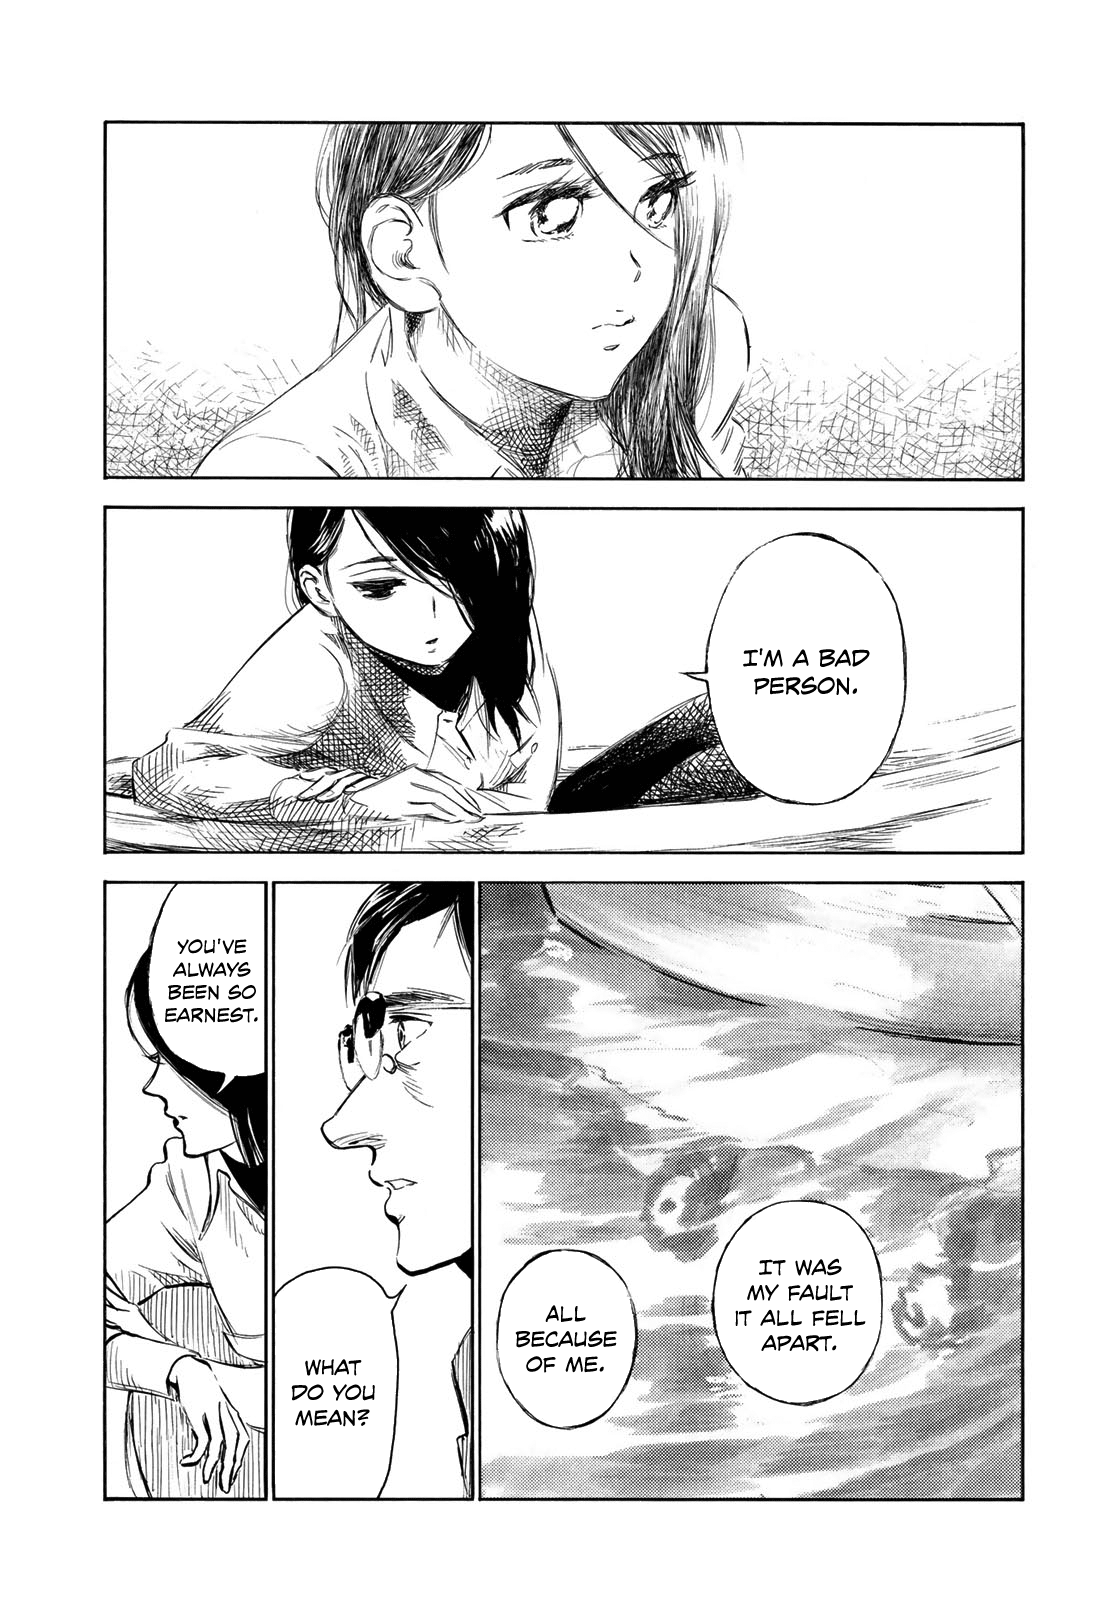 I'M A BAD
PERSON.
IT WAS
MY FAULT
IT ALL FELL
APART.
ALL
BECAUSE
OF ME.
WHAT
DO YOU
MEAN?
YOU'VE
ALWAYS
BEEN SO
EARNEST.